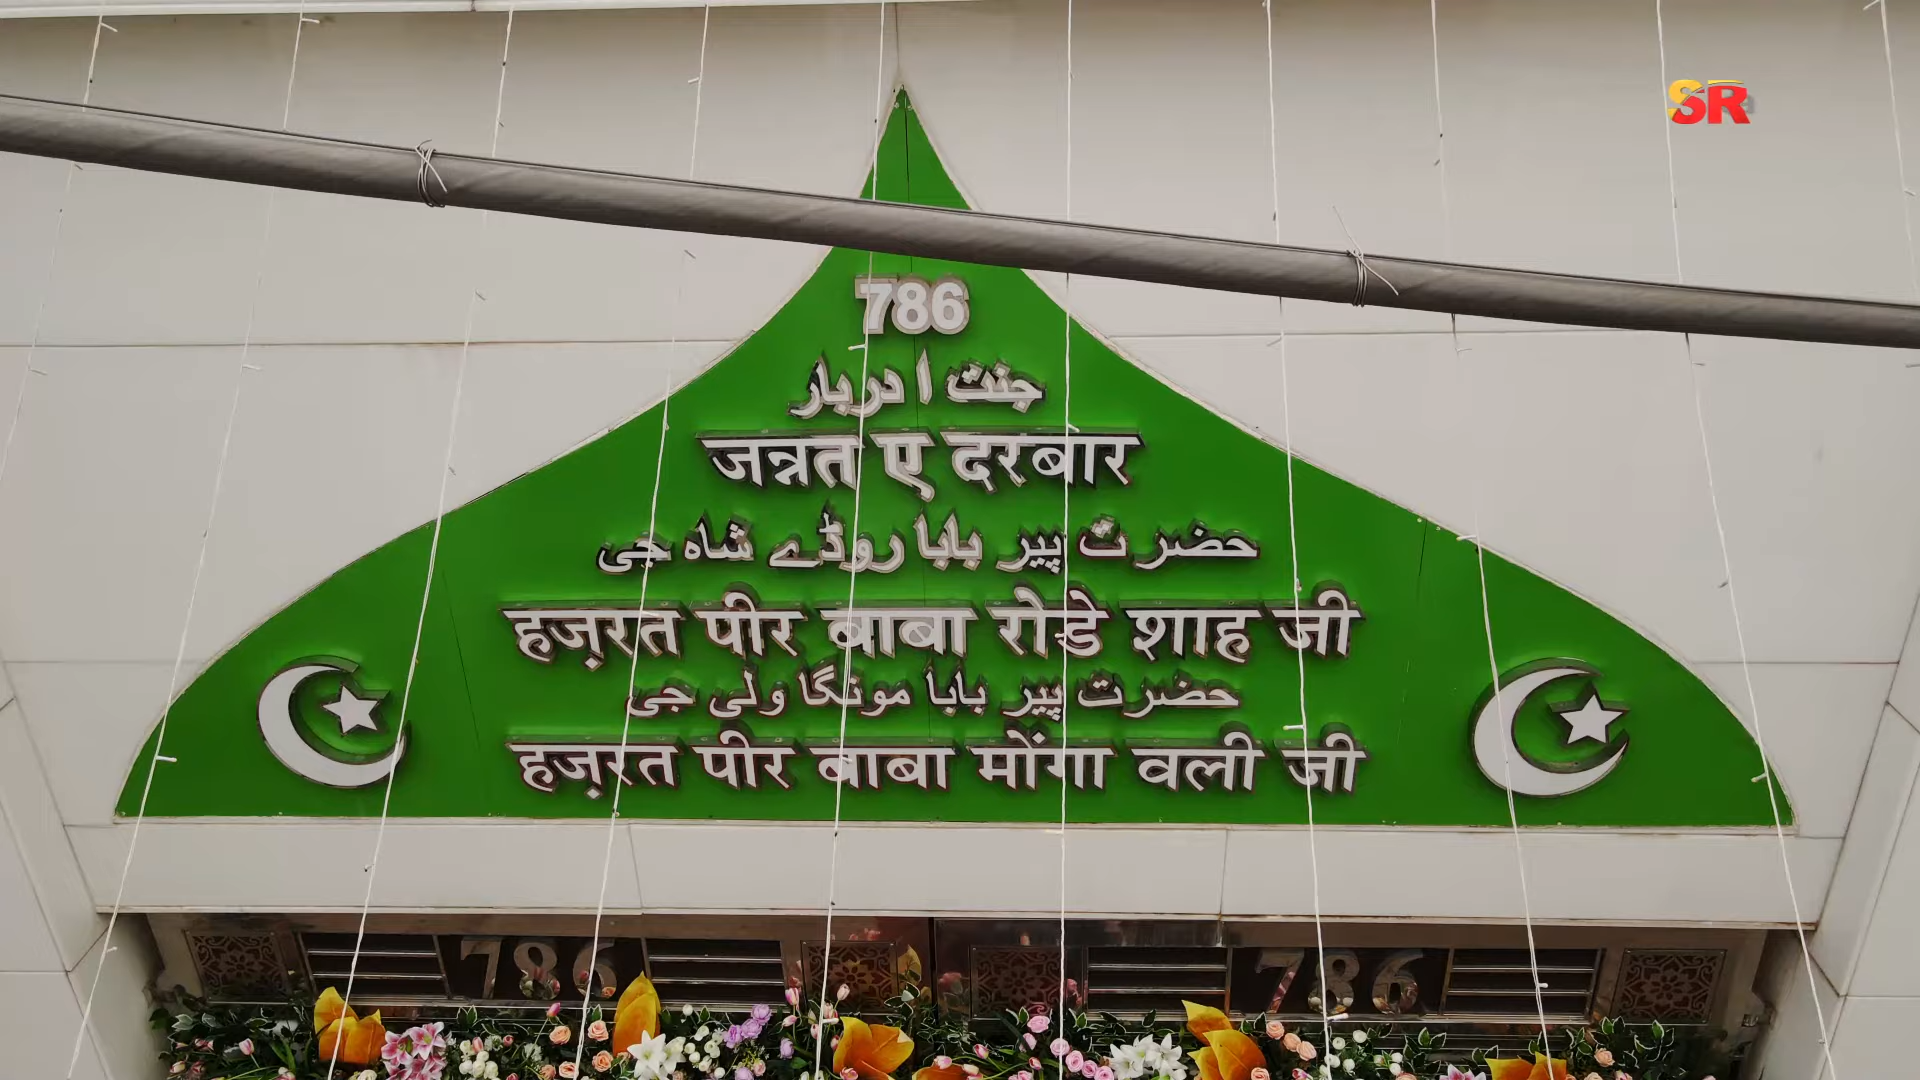 SR
786
جنت ا دربار
जन्नत ए दरबार
حضرت پیر بابا روڈے شاہ جی
हज़रत पीर बाबा रोडे शाह जी
حضرت پیر بابا مونگا ولی جی
हज़रत पीर बाबा मोंगा वली जी
786 786